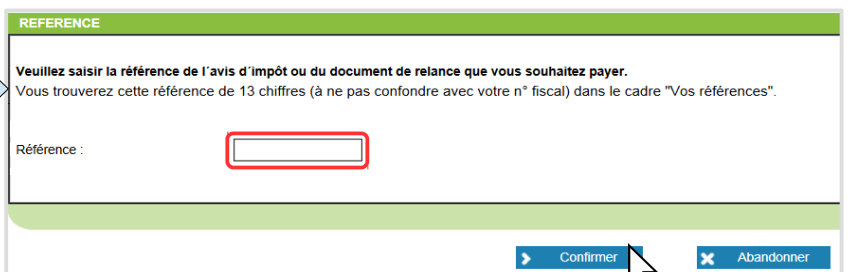 REFERENCE
Veuillez saisir la référence de l´avis d´impôt ou du document de relance que vous souhaitez payer.
Vous trouverez cette référence de 13 chiffres (à ne pas confondre avec votre n° fiscal) dans le cadre "Vos références".
Référence :
Confirmer Abandonner